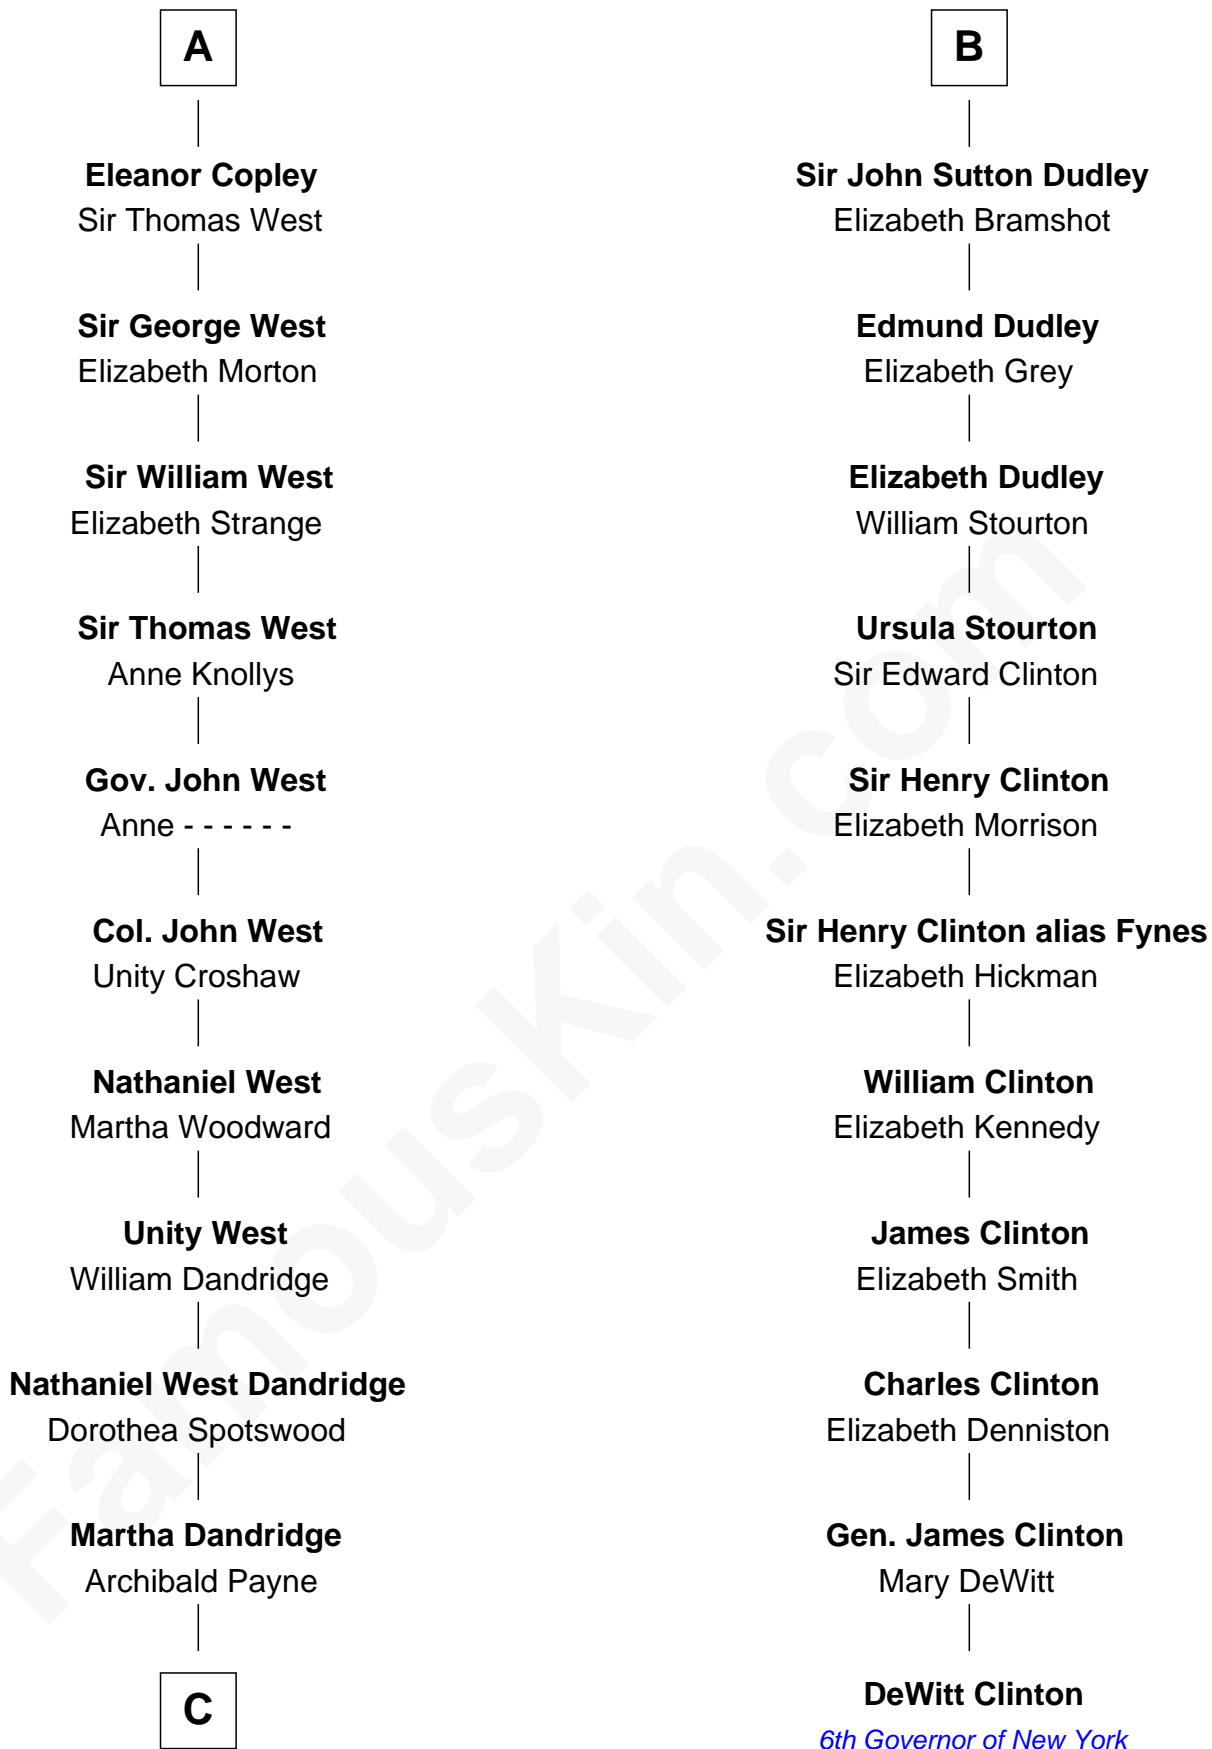 A
Eleanor Copley
Sir Thomas West
Sir George West
Elizabeth Morton
Sir William West
Elizabeth Strange
Sir Thomas West
Anne Knollys
Gov. John West
Anne - - - - - -
Col. John West
Unity Croshaw
Nathaniel West
Martha Woodward
Unity West
William Dandridge
Nathaniel West Dandridge
Dorothea Spotswood
Martha Dandridge
Archibald Payne
C
B
Sir John Sutton Dudley
Elizabeth Bramshot
Edmund Dudley
Elizabeth Grey
Elizabeth Dudley
William Stourton
Ursula Stourton
Sir Edward Clinton
Sir Henry Clinton
Elizabeth Morrison
Sir Henry Clinton alias Fynes
Elizabeth Hickman
William Clinton
Elizabeth Kennedy
James Clinton
Elizabeth Smith
Charles Clinton
Elizabeth Denniston
Gen. James Clinton
Mary DeWitt
DeWitt Clinton
6th Governor of New York
FamousKin.com